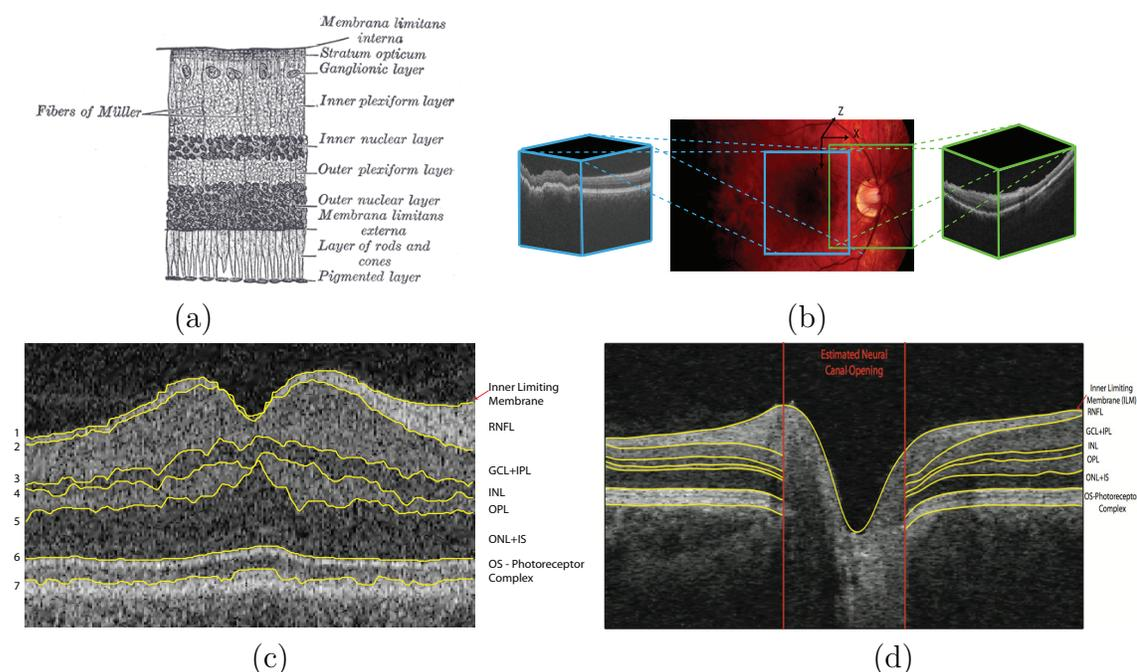 Membrana limitans
interna
Stratum opticum
Ganglionic layer
Fibers of Müller
Inner plexiform layer
Inner nuclear layer
Outer plexiform layer
Outer nuclear layer
Membrana limitans
externa
Layer of rods and
cones
Pigmented layer
(a)
Z
X
Y
(b)
Inner Limiting
Membrane
RNFL
GCL+IPL
INL
OPL
ONL+IS
OS - Photoreceptor
Complex
1
2
3
4
5
6
7
(c)
Estimated Neural
Canal Opening
Inner Limiting
Membrane (ILM)
RNFL
GCL+IPL
INL
OPL
ONL+IS
OS-Photorecepto
Complex
(d)